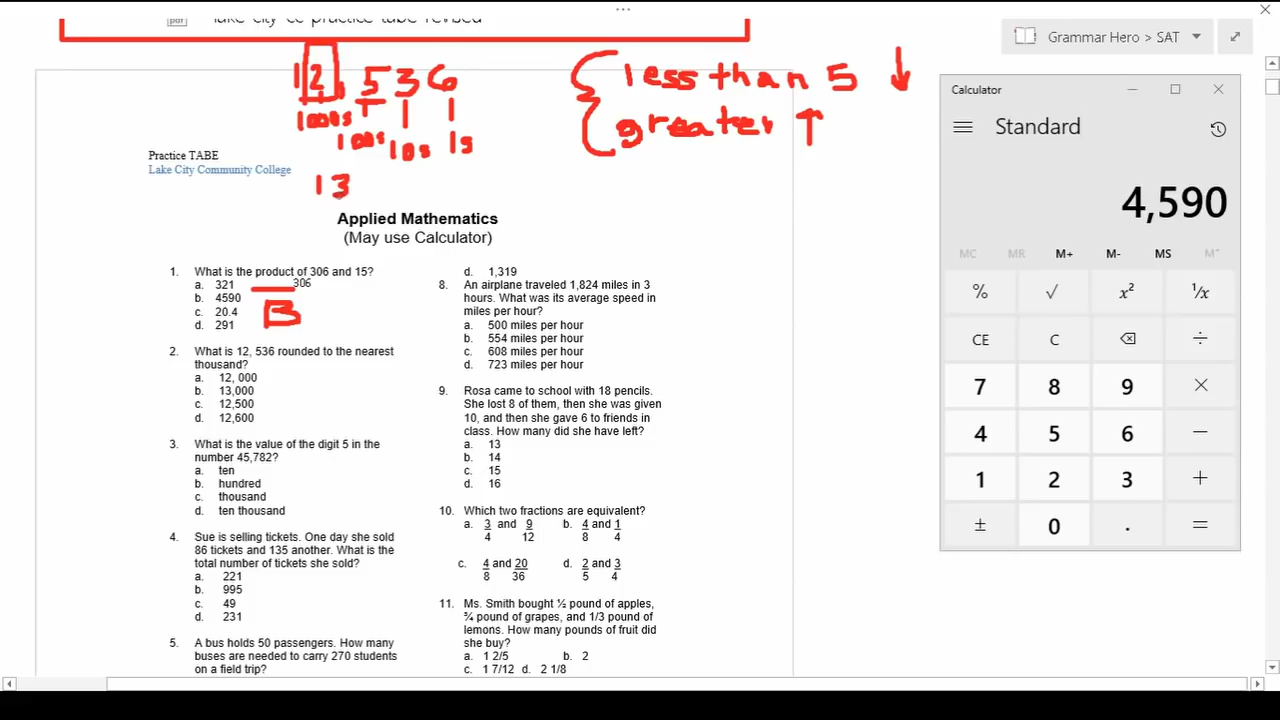 lake city cc practice tabe revised
Grammar Hero > SAT
12,536
1000s
100s
10s
1s
13
less than 5 ↓
greater ↑
Practice TABE
Lake City Community College
Applied Mathematics
(May use Calculator)
1. What is the product of 306 and 15?
a. 321
306
b. 4590
B
c. 20.4
d. 291
2. What is 12, 536 rounded to the nearest
thousand?
a. 12, 000
b. 13,000
c. 12,500
d. 12,600
3. What is the value of the digit 5 in the
number 45,782?
a. ten
b. hundred
c. thousand
d. ten thousand
4. Sue is selling tickets. One day she sold
86 tickets and 135 another. What is the
total number of tickets she sold?
a. 221
b. 995
c. 49
d. 231
5. A bus holds 50 passengers. How many
buses are needed to carry 270 students
on a field trip?
d. 1,319
8. An airplane traveled 1,824 miles in 3
hours. What was its average speed in
miles per hour?
a. 500 miles per hour
b. 554 miles per hour
c. 608 miles per hour
d. 723 miles per hour
9. Rosa came to school with 18 pencils.
She lost 8 of them, then she was given
10, and then she gave 6 to friends in
class. How many did she have left?
a. 13
b. 14
c. 15
d. 16
10. Which two fractions are equivalent?
a. 3 and 9 b. 4 and 1
4 12 8 4
c. 4 and 20 d. 2 and 3
8 36 5 4
11. Ms. Smith bought ½ pound of apples,
¾ pound of grapes, and 1/3 pound of
lemons. How many pounds of fruit did
she buy?
a. 1 2/5 b. 2
c. 1 7/12 d. 2 1/8
Calculator
Standard
4,590
MC MR M+ M- MS M˅
% √ x² ¹/x
CE C ⌫ ÷
7 8 9 ×
4 5 6 −
1 2 3 +
± 0 . =